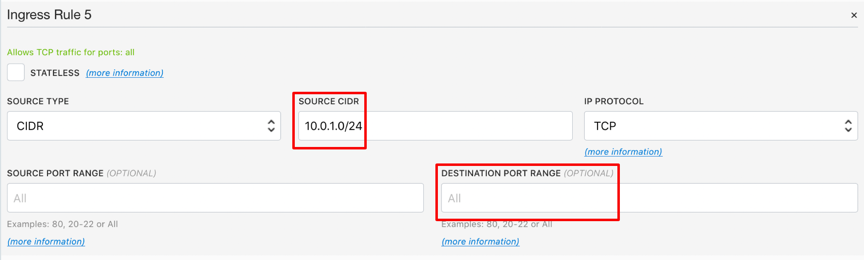 Ingress Rule 5 ×
Allows TCP traffic for ports: all
STATELESS (more information)
SOURCE TYPE SOURCE CIDR IP PROTOCOL
CIDR 10.0.1.0/24 TCP
(more information)
SOURCE PORT RANGE (OPTIONAL) DESTINATION PORT RANGE (OPTIONAL)
All All
Examples: 80, 20-22 or All Examples: 80, 20-22 or All
(more information) (more information)